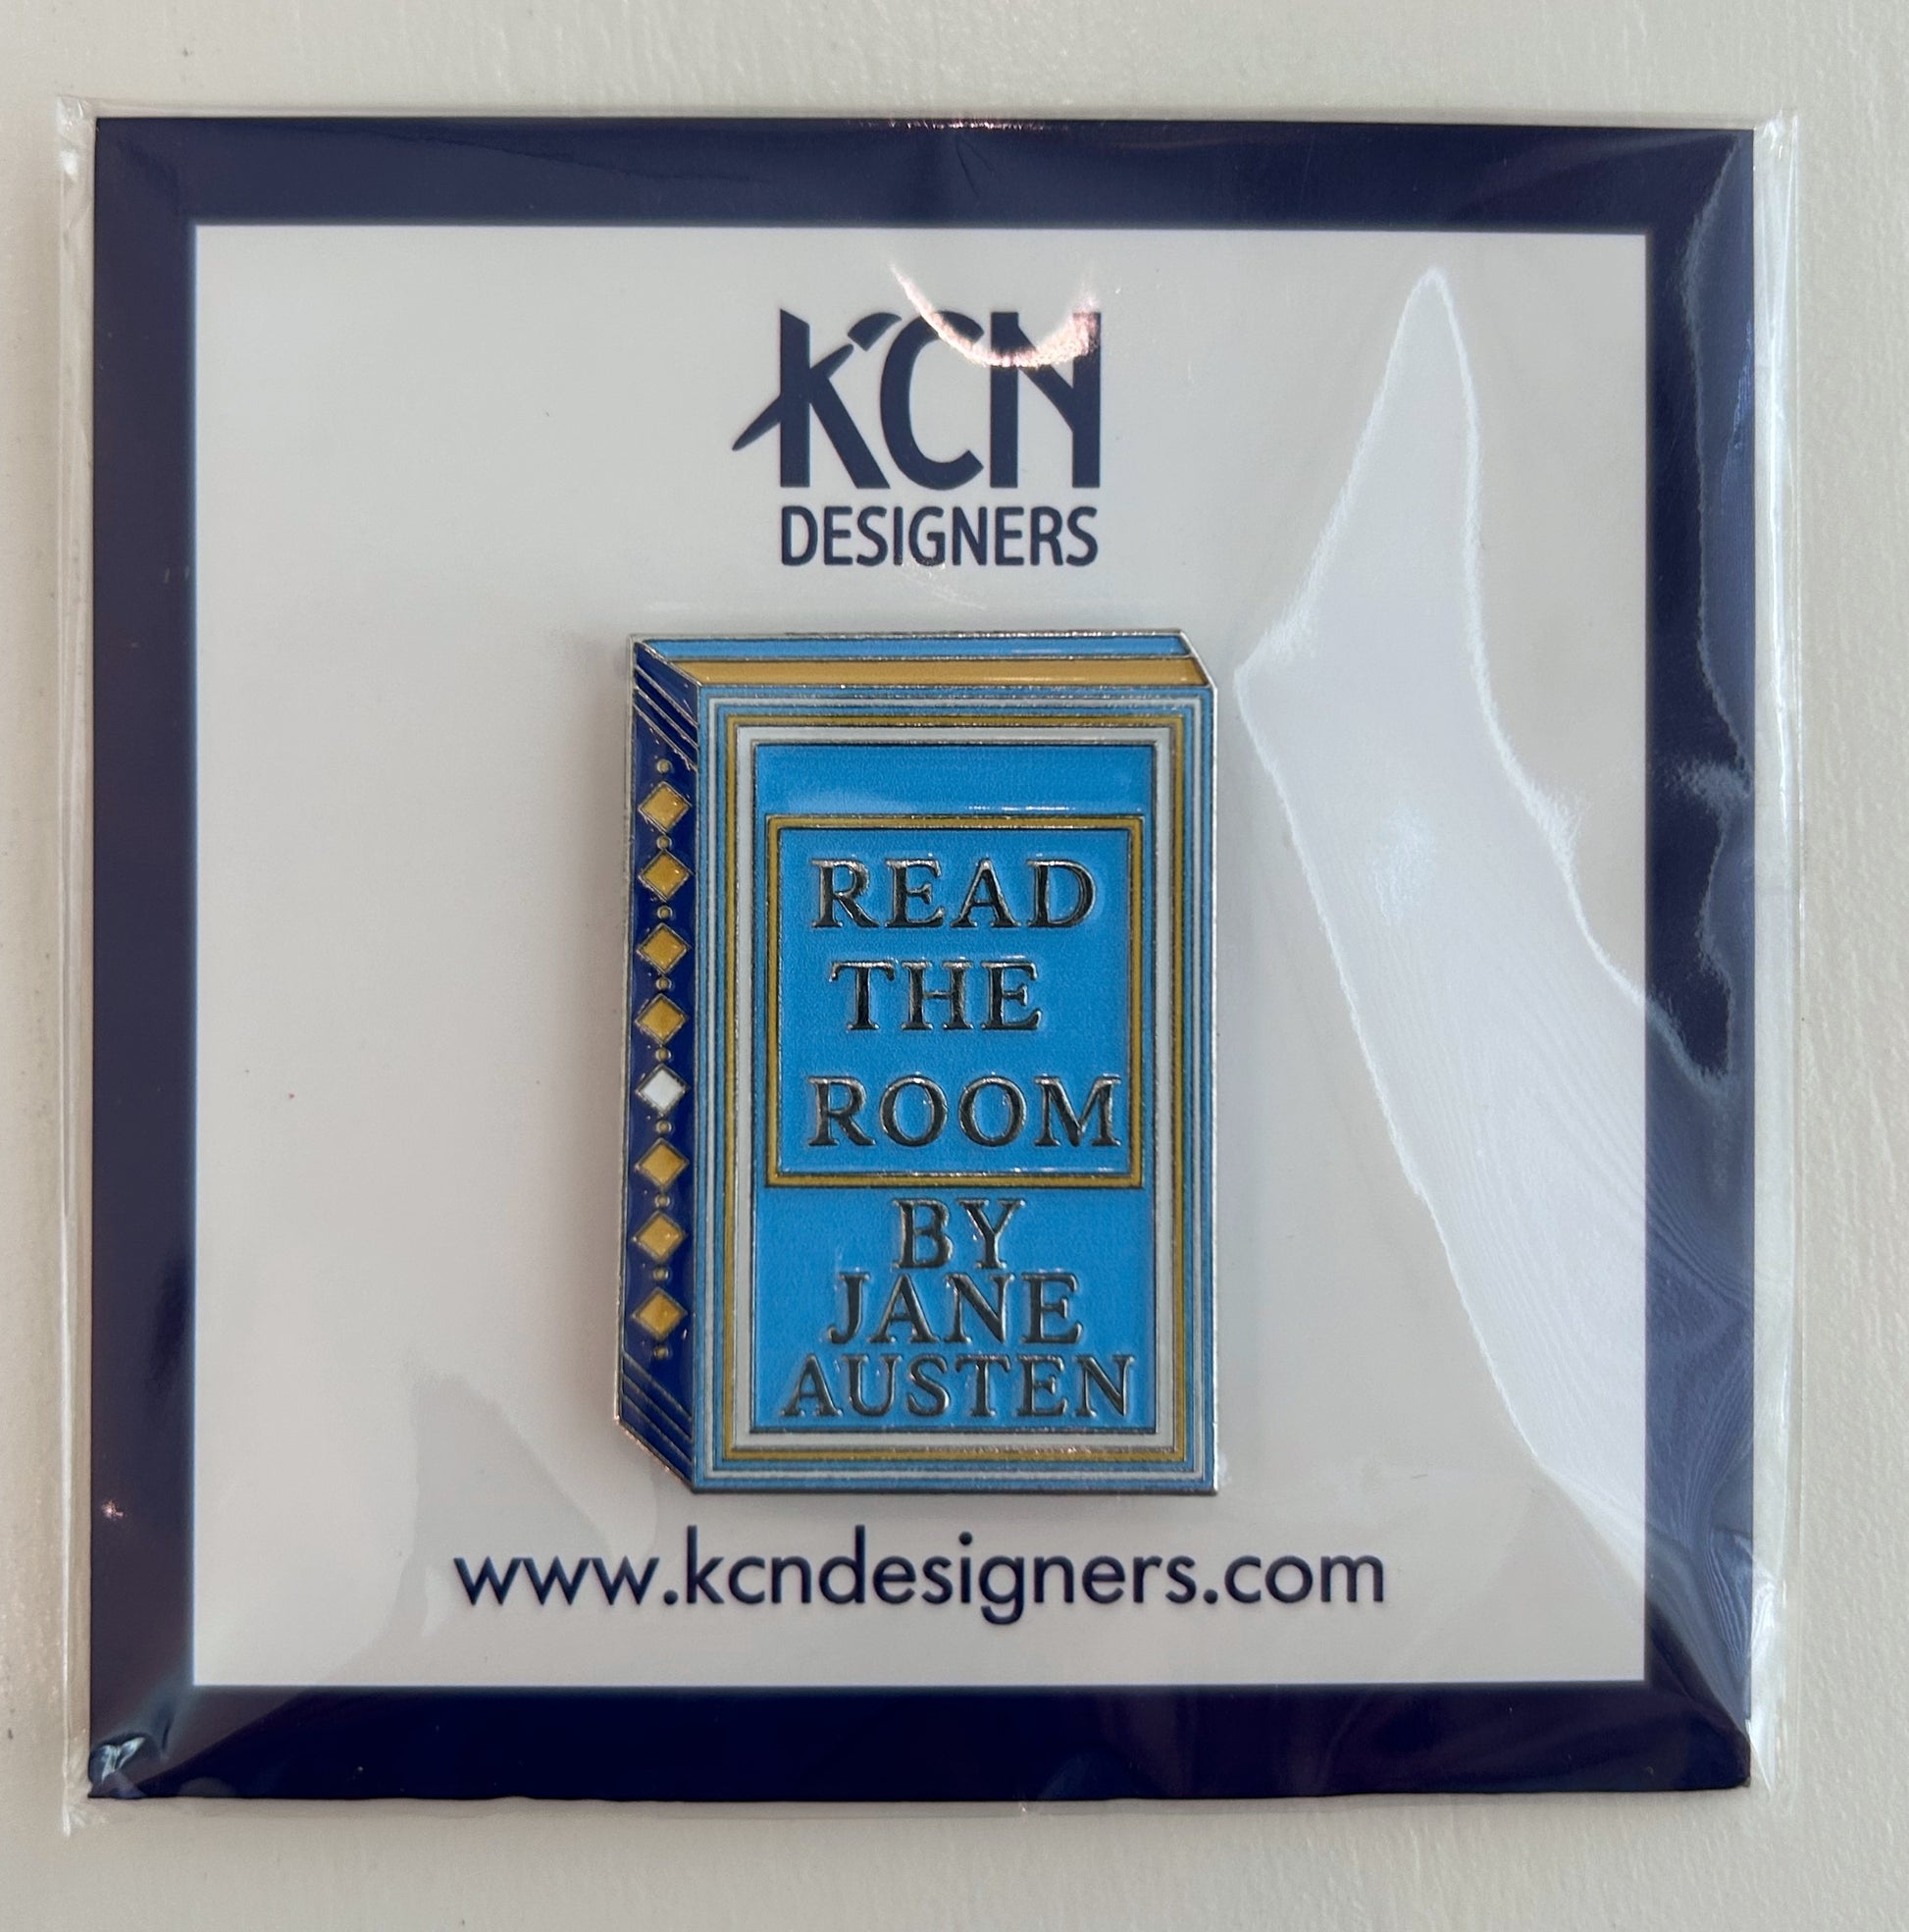 KCN
DESIGNERS
READ
THE
ROOM
BY
JANE
AUSTEN
www.kcndesigners.com